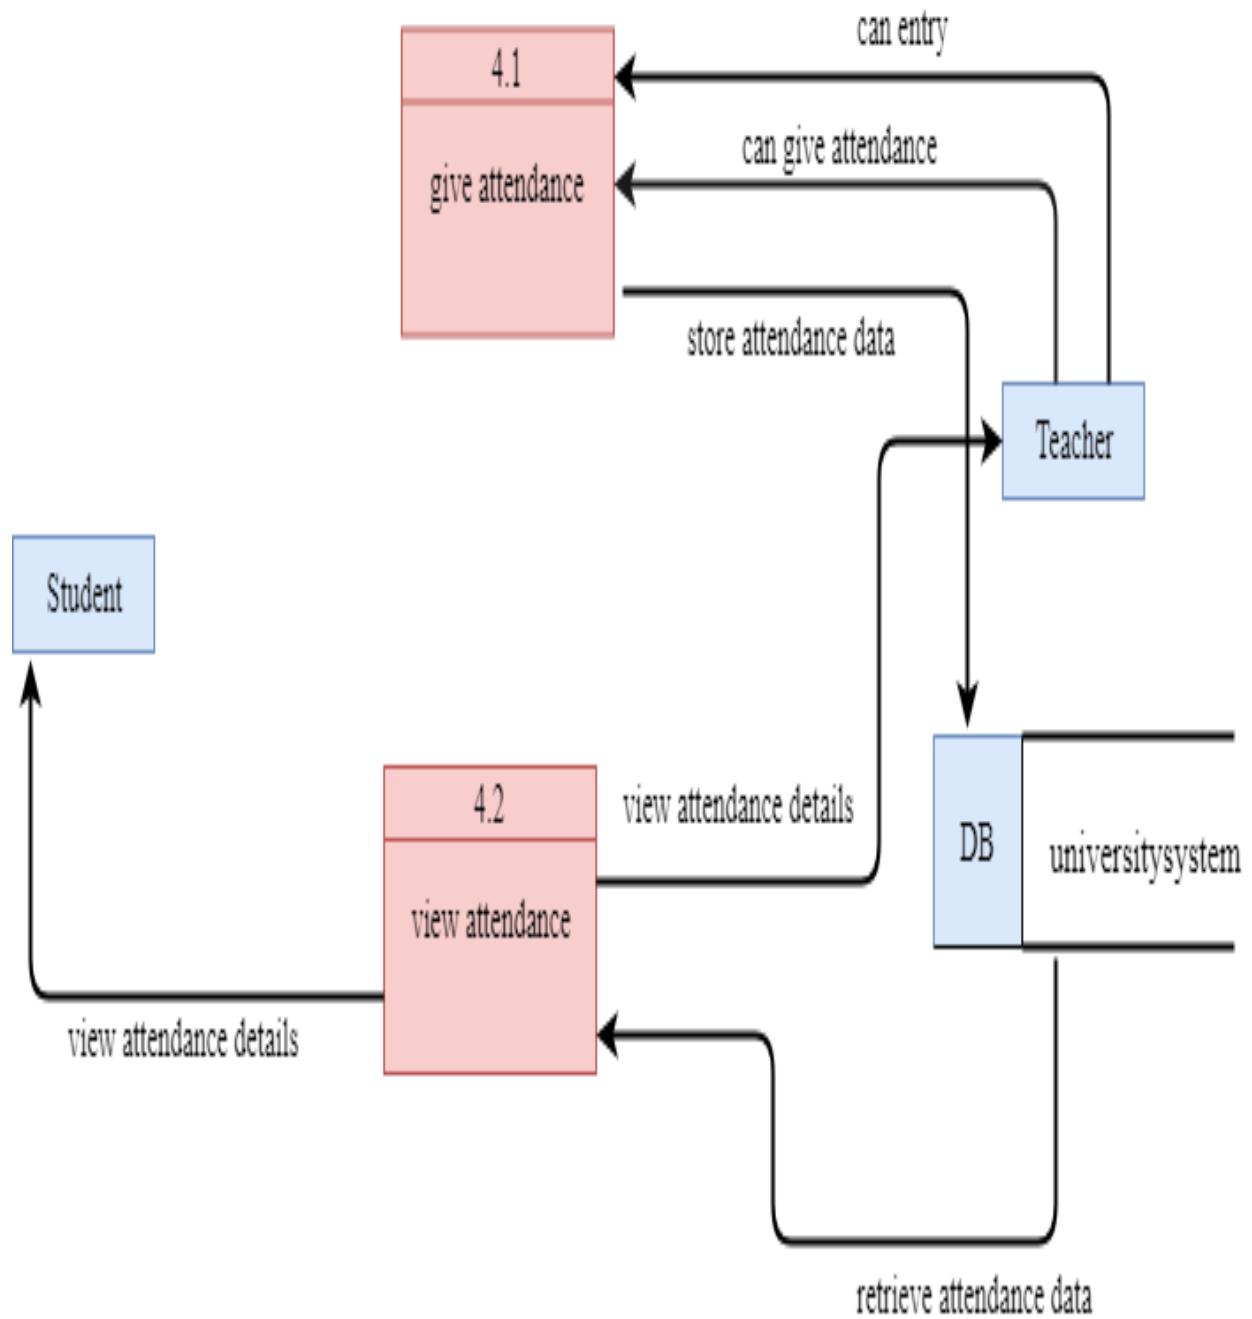 can entry
4.1
can give attendance
give attendance
store attendance data
Teacher
Student
4.2
view attendance details
DB
universitysystem
view attendance
view attendance details
retrieve attendance data